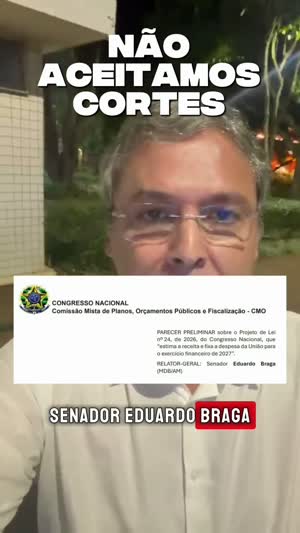 NÃO
ACEITAMOS
CORTES
CONGRESSO NACIONAL
Comissão Mista de Planos, Orçamentos Públicos e Fiscalização - CMO
PARECER PRELIMINAR sobre o Projeto de Lei
nº 24, de 2026, do Congresso Nacional, que
"estima a receita e fixa a despesa da União para
o exercício financeiro de 2027".
RELATOR-GERAL: Senador Eduardo Braga
(MDB/AM)
SENADOR EDUARDO BRAGA